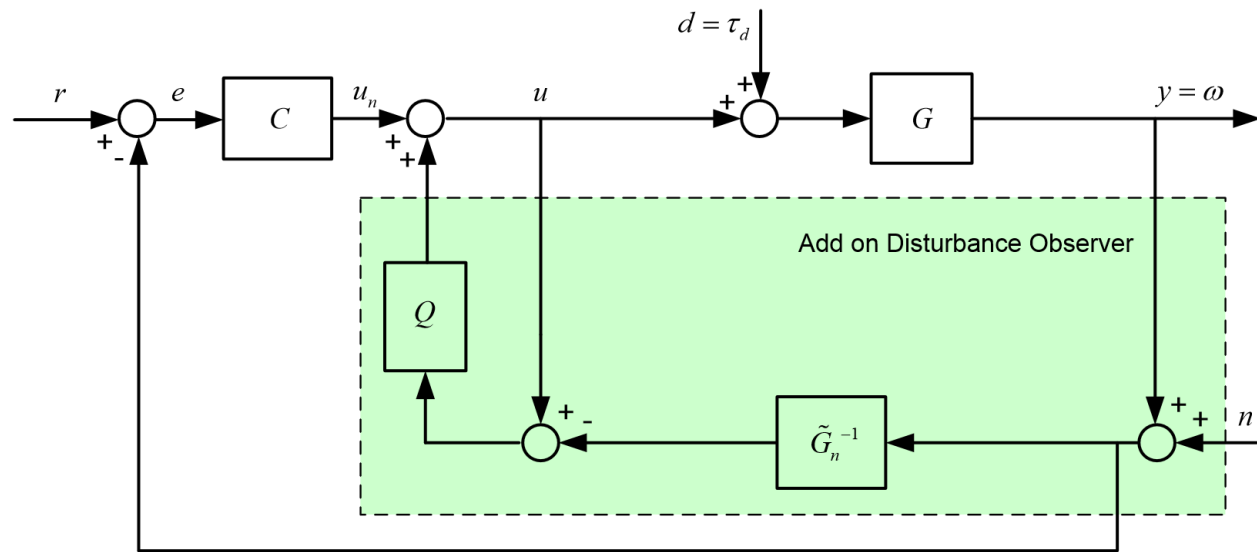 d = τ_d
r
+
-
e
C
u_n
+
+
u
+
+
G
y = ω
Add on Disturbance Observer
Q
+
-
G̃_n⁻¹
+
+
n